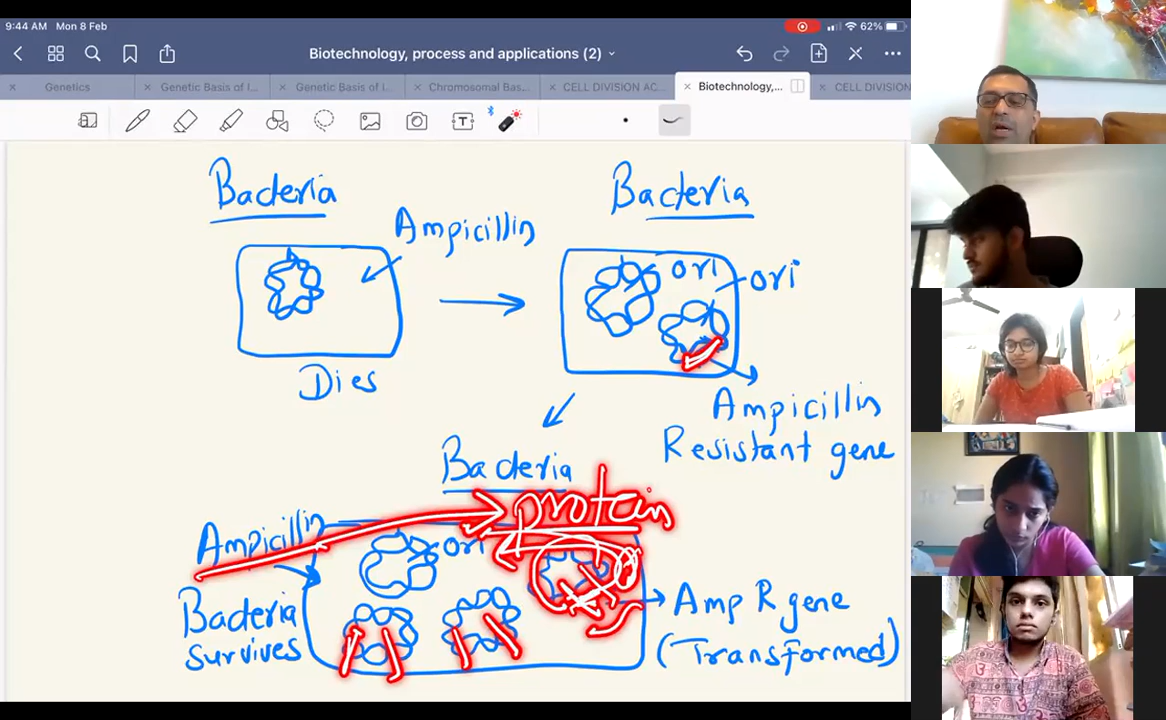 9:44 AM Mon 8 Feb
62%
Biotechnology, process and applications (2)
Genetics
Genetic Basis of I...
Genetic Basis of I...
Chromosomal Bas...
CELL DIVISION AC...
Biotechnology,...
CELL DIVISION
T
Bacteria
Bacteria
Ampicillin
ori
ori
Dies
Ampicillin
Resistant gene
Bacteria
protein
Ampicillin
ori
Bacteria
survives
Amp R gene
(Transformed)